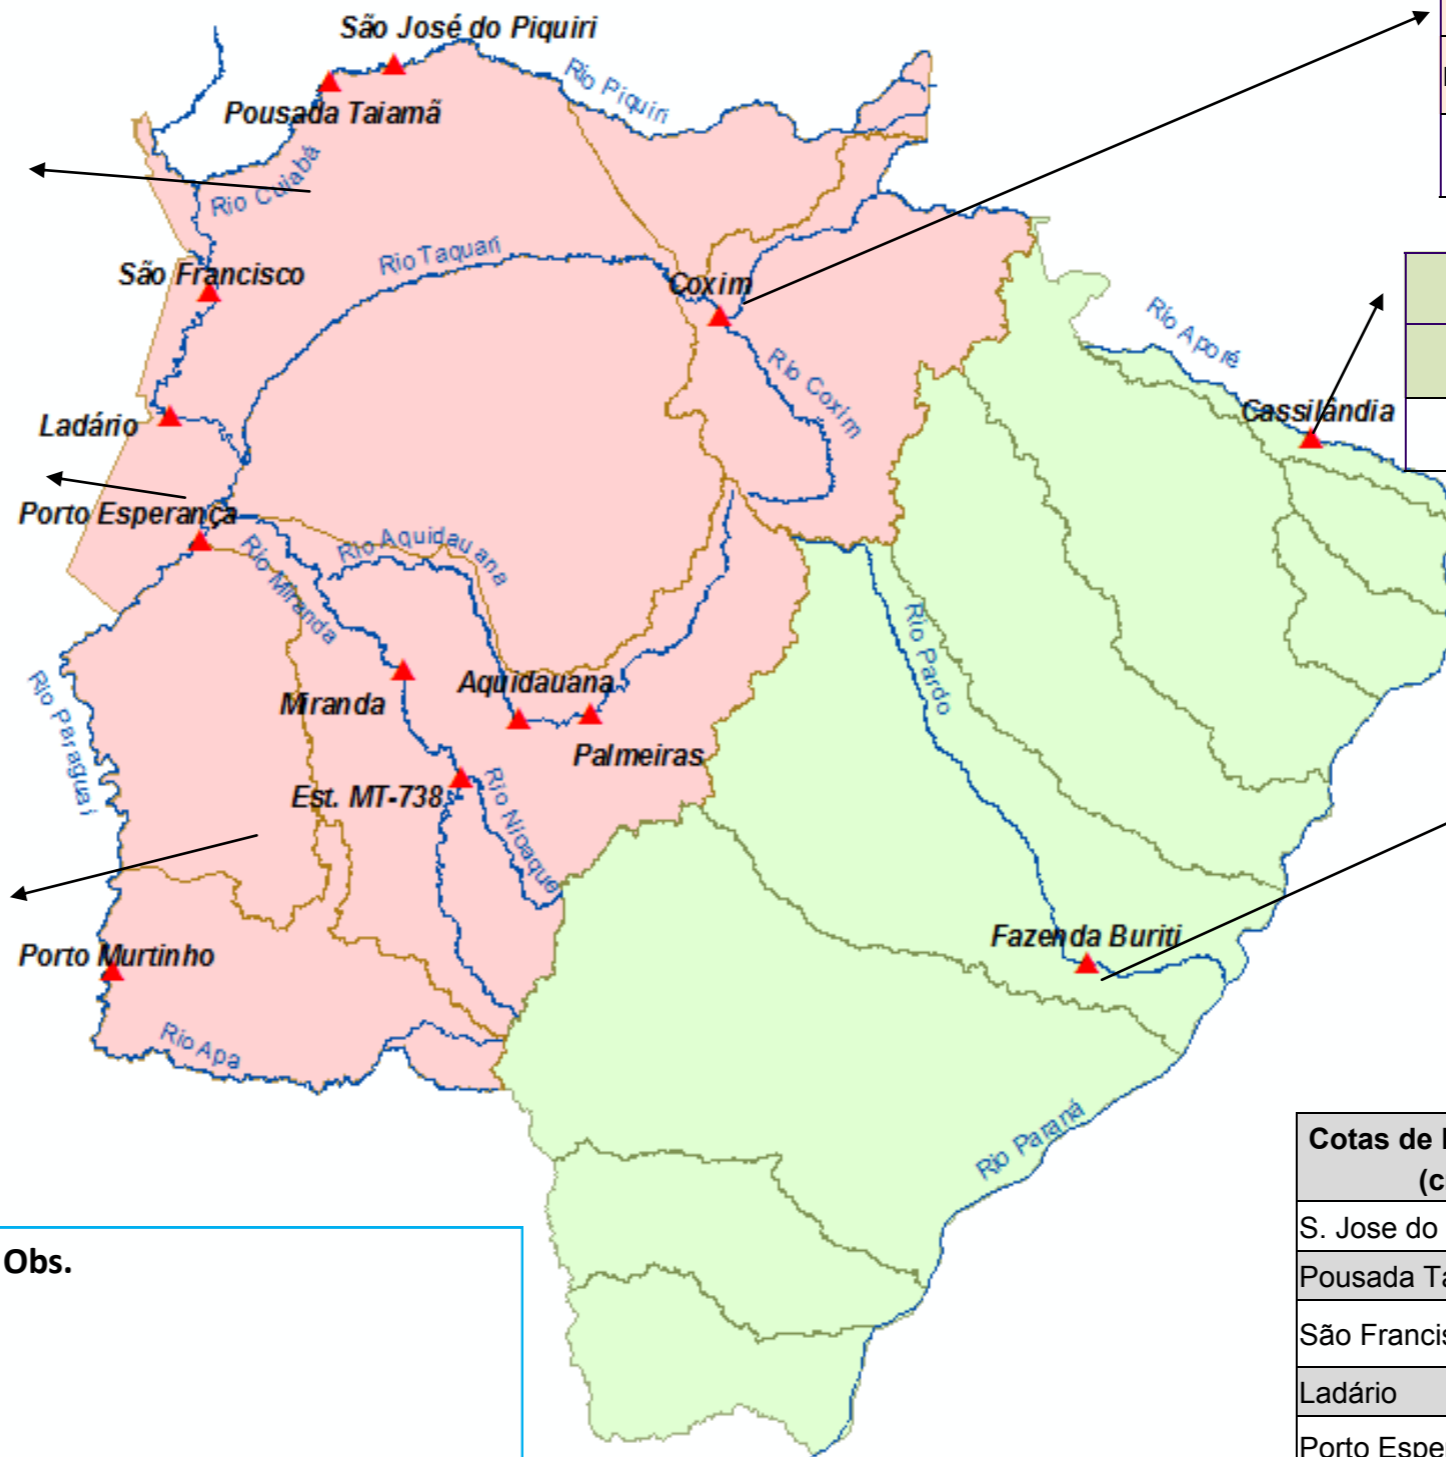 São José do Piquiri
Rio Piquiri
Pousada Taiamã
Rio Cuiabá
Rio Taquari
São Francisco
Coxim
Rio Aporé
Rio Coxim
Cassilândia
Ladário
Porto Esperança
Rio Aquidauana
Rio Miranda
Rio Pardo
Aquidauana
Miranda
Rio Paraguai
Palmeiras
Est. MT-738
Rio Nioaque
Fazenda Buriti
Porto Murtinho
Rio Apa
Rio Paraná
Obs.
Cotas de
(c
S. Jose do
Pousada Ta
São Francis
Ladário
Porto Espe